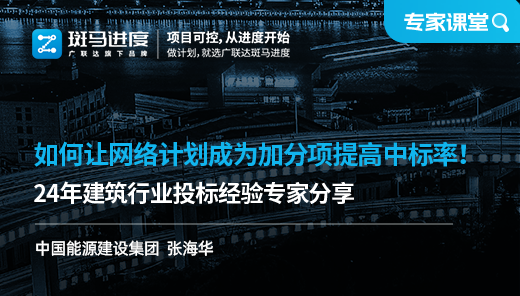 专家课堂
斑马进度
广联达旗下品牌
项目可控，从进度开始
做计划，就选广联达斑马进度
如何让网络计划成为加分项提高中标率！
24年建筑行业投标经验专家分享
中国能源建设集团 张海华